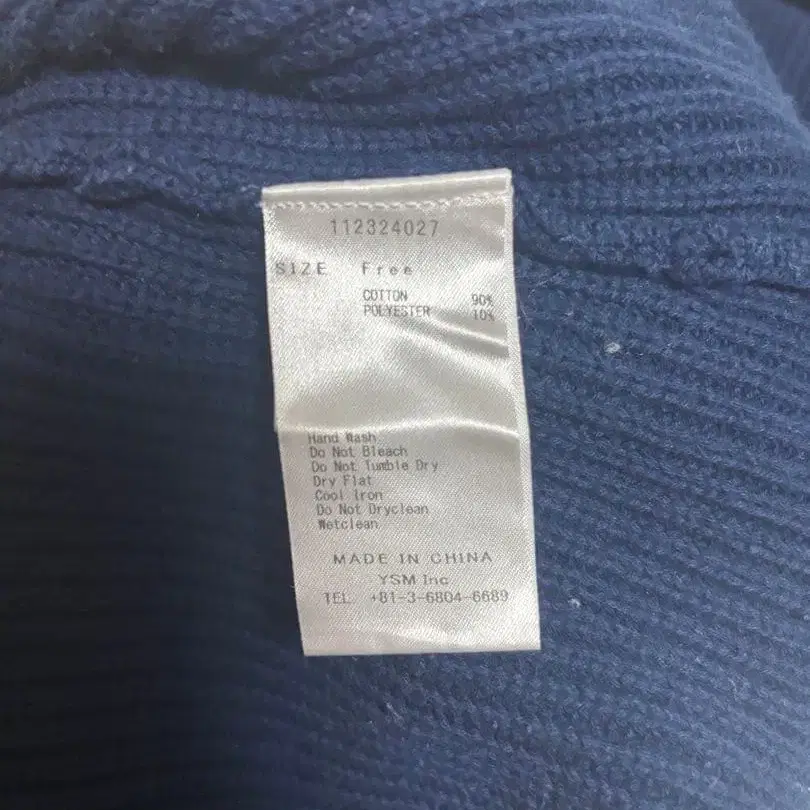 112324027
SIZE Free
COTTON 90%
POLYESTER 10%
Hand Wash
Do Not Bleach
Do Not Tumble Dry
Dry Flat
Cool Iron
Do Not Dryclean
Wetclean
MADE IN CHINA
YSM Inc
TEL. +81-3-6804-6689